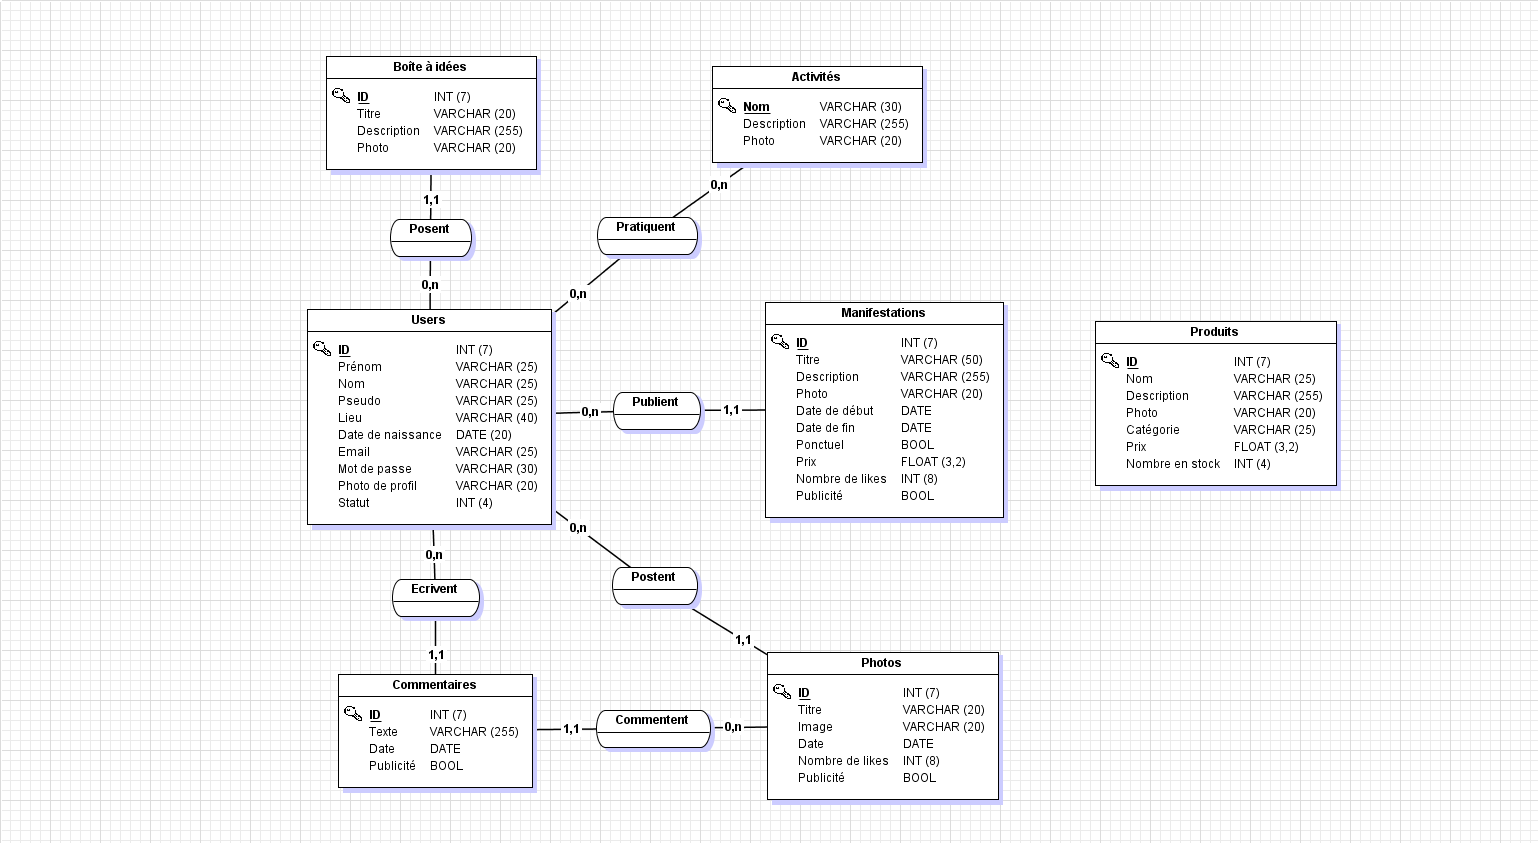 Boîte à idées
ID INT (7)
Titre VARCHAR (20)
Description VARCHAR (255)
Photo VARCHAR (20)
1,1
Posent
0,n
Activités
Nom VARCHAR (30)
Description VARCHAR (255)
Photo VARCHAR (20)
0,n
Pratiquent
0,n
Users
ID INT (7)
Prénom VARCHAR (25)
Nom VARCHAR (25)
Pseudo VARCHAR (25)
Lieu VARCHAR (40)
Date de naissance DATE (20)
Email VARCHAR (25)
Mot de passe VARCHAR (30)
Photo de profil VARCHAR (20)
Statut INT (4)
0,n
Publient
1,1
Manifestations
ID INT (7)
Titre VARCHAR (50)
Description VARCHAR (255)
Photo VARCHAR (20)
Date de début DATE
Date de fin DATE
Ponctuel BOOL
Prix FLOAT (3,2)
Nombre de likes INT (8)
Publicité BOOL
Produits
ID INT (7)
Nom VARCHAR (25)
Description VARCHAR (255)
Photo VARCHAR (20)
Catégorie VARCHAR (25)
Prix FLOAT (3,2)
Nombre en stock INT (4)
0,n
Ecrivent
1,1
0,n
Postent
1,1
Commentaires
ID INT (7)
Texte VARCHAR (255)
Date DATE
Publicité BOOL
1,1
Commentent
0,n
Photos
ID INT (7)
Titre VARCHAR (20)
Image VARCHAR (20)
Date DATE
Nombre de likes INT (8)
Publicité BOOL